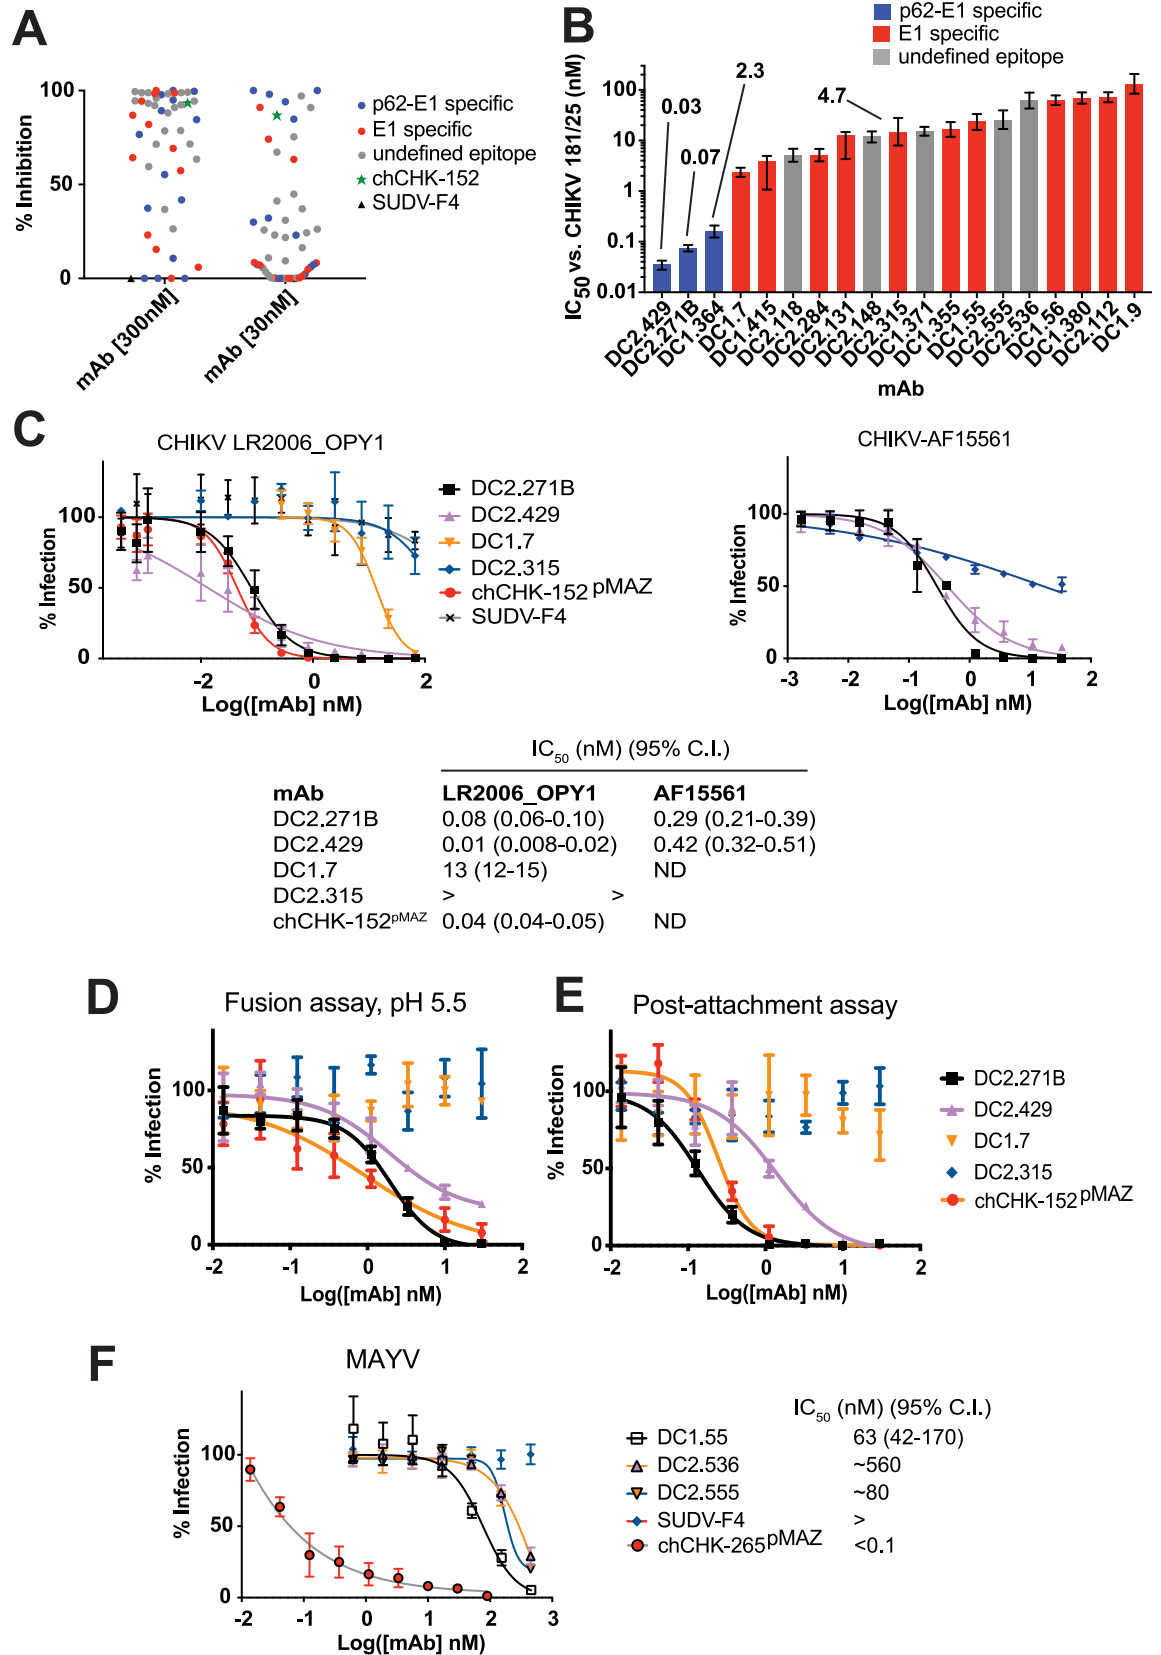 A
% Inhibition
100
50
0
mAb [300nM]
mAb [30nM]
p62-E1 specific
E1 specific
undefined epitope
chCHK-152
SUDV-F4
B
p62-E1 specific
E1 specific
undefined epitope
IC50 vs. CHIKV 181/25 (nM)
100
10
1
0.1
0.01
0.03
0.07
2.3
4.7
DC2.429
DC2.271B
DC1.364
DC1.7
DC1.415
DC2.118
DC2.284
DC2.131
DC2.148
DC2.315
DC1.371
DC1.355
DC1.55
DC2.555
DC2.536
DC1.56
DC1.380
DC2.112
DC1.9
mAb
C
CHIKV LR2006_OPY1
% Infection
100
50
0
-2
0
2
Log([mAb] nM)
DC2.271B
DC2.429
DC1.7
DC2.315
chCHK-152 pMAZ
SUDV-F4
CHIKV-AF15561
% Infection
100
50
0
-3
-2
-1
0
1
2
Log([mAb] nM)
IC50 (nM) (95% C.I.)
mAb LR2006_OPY1 AF15561
DC2.271B 0.08 (0.06-0.10) 0.29 (0.21-0.39)
DC2.429 0.01 (0.008-0.02) 0.42 (0.32-0.51)
DC1.7 13 (12-15) ND
DC2.315 > >
chCHK-152pMAZ 0.04 (0.04-0.05) ND
D
Fusion assay, pH 5.5
% Infection
100
50
0
-2
-1
0
1
2
Log([mAb] nM)
E
Post-attachment assay
% Infection
100
50
0
-2
-1
0
1
2
Log([mAb] nM)
DC2.271B
DC2.429
DC1.7
DC2.315
chCHK-152pMAZ
F
MAYV
% Infection
100
50
0
-2
-1
0
1
2
3
Log([mAb] nM)
IC50 (nM) (95% C.I.)
DC1.55 63 (42-170)
DC2.536 ~560
DC2.555 ~80
SUDV-F4 >
chCHK-265pMAZ <0.1